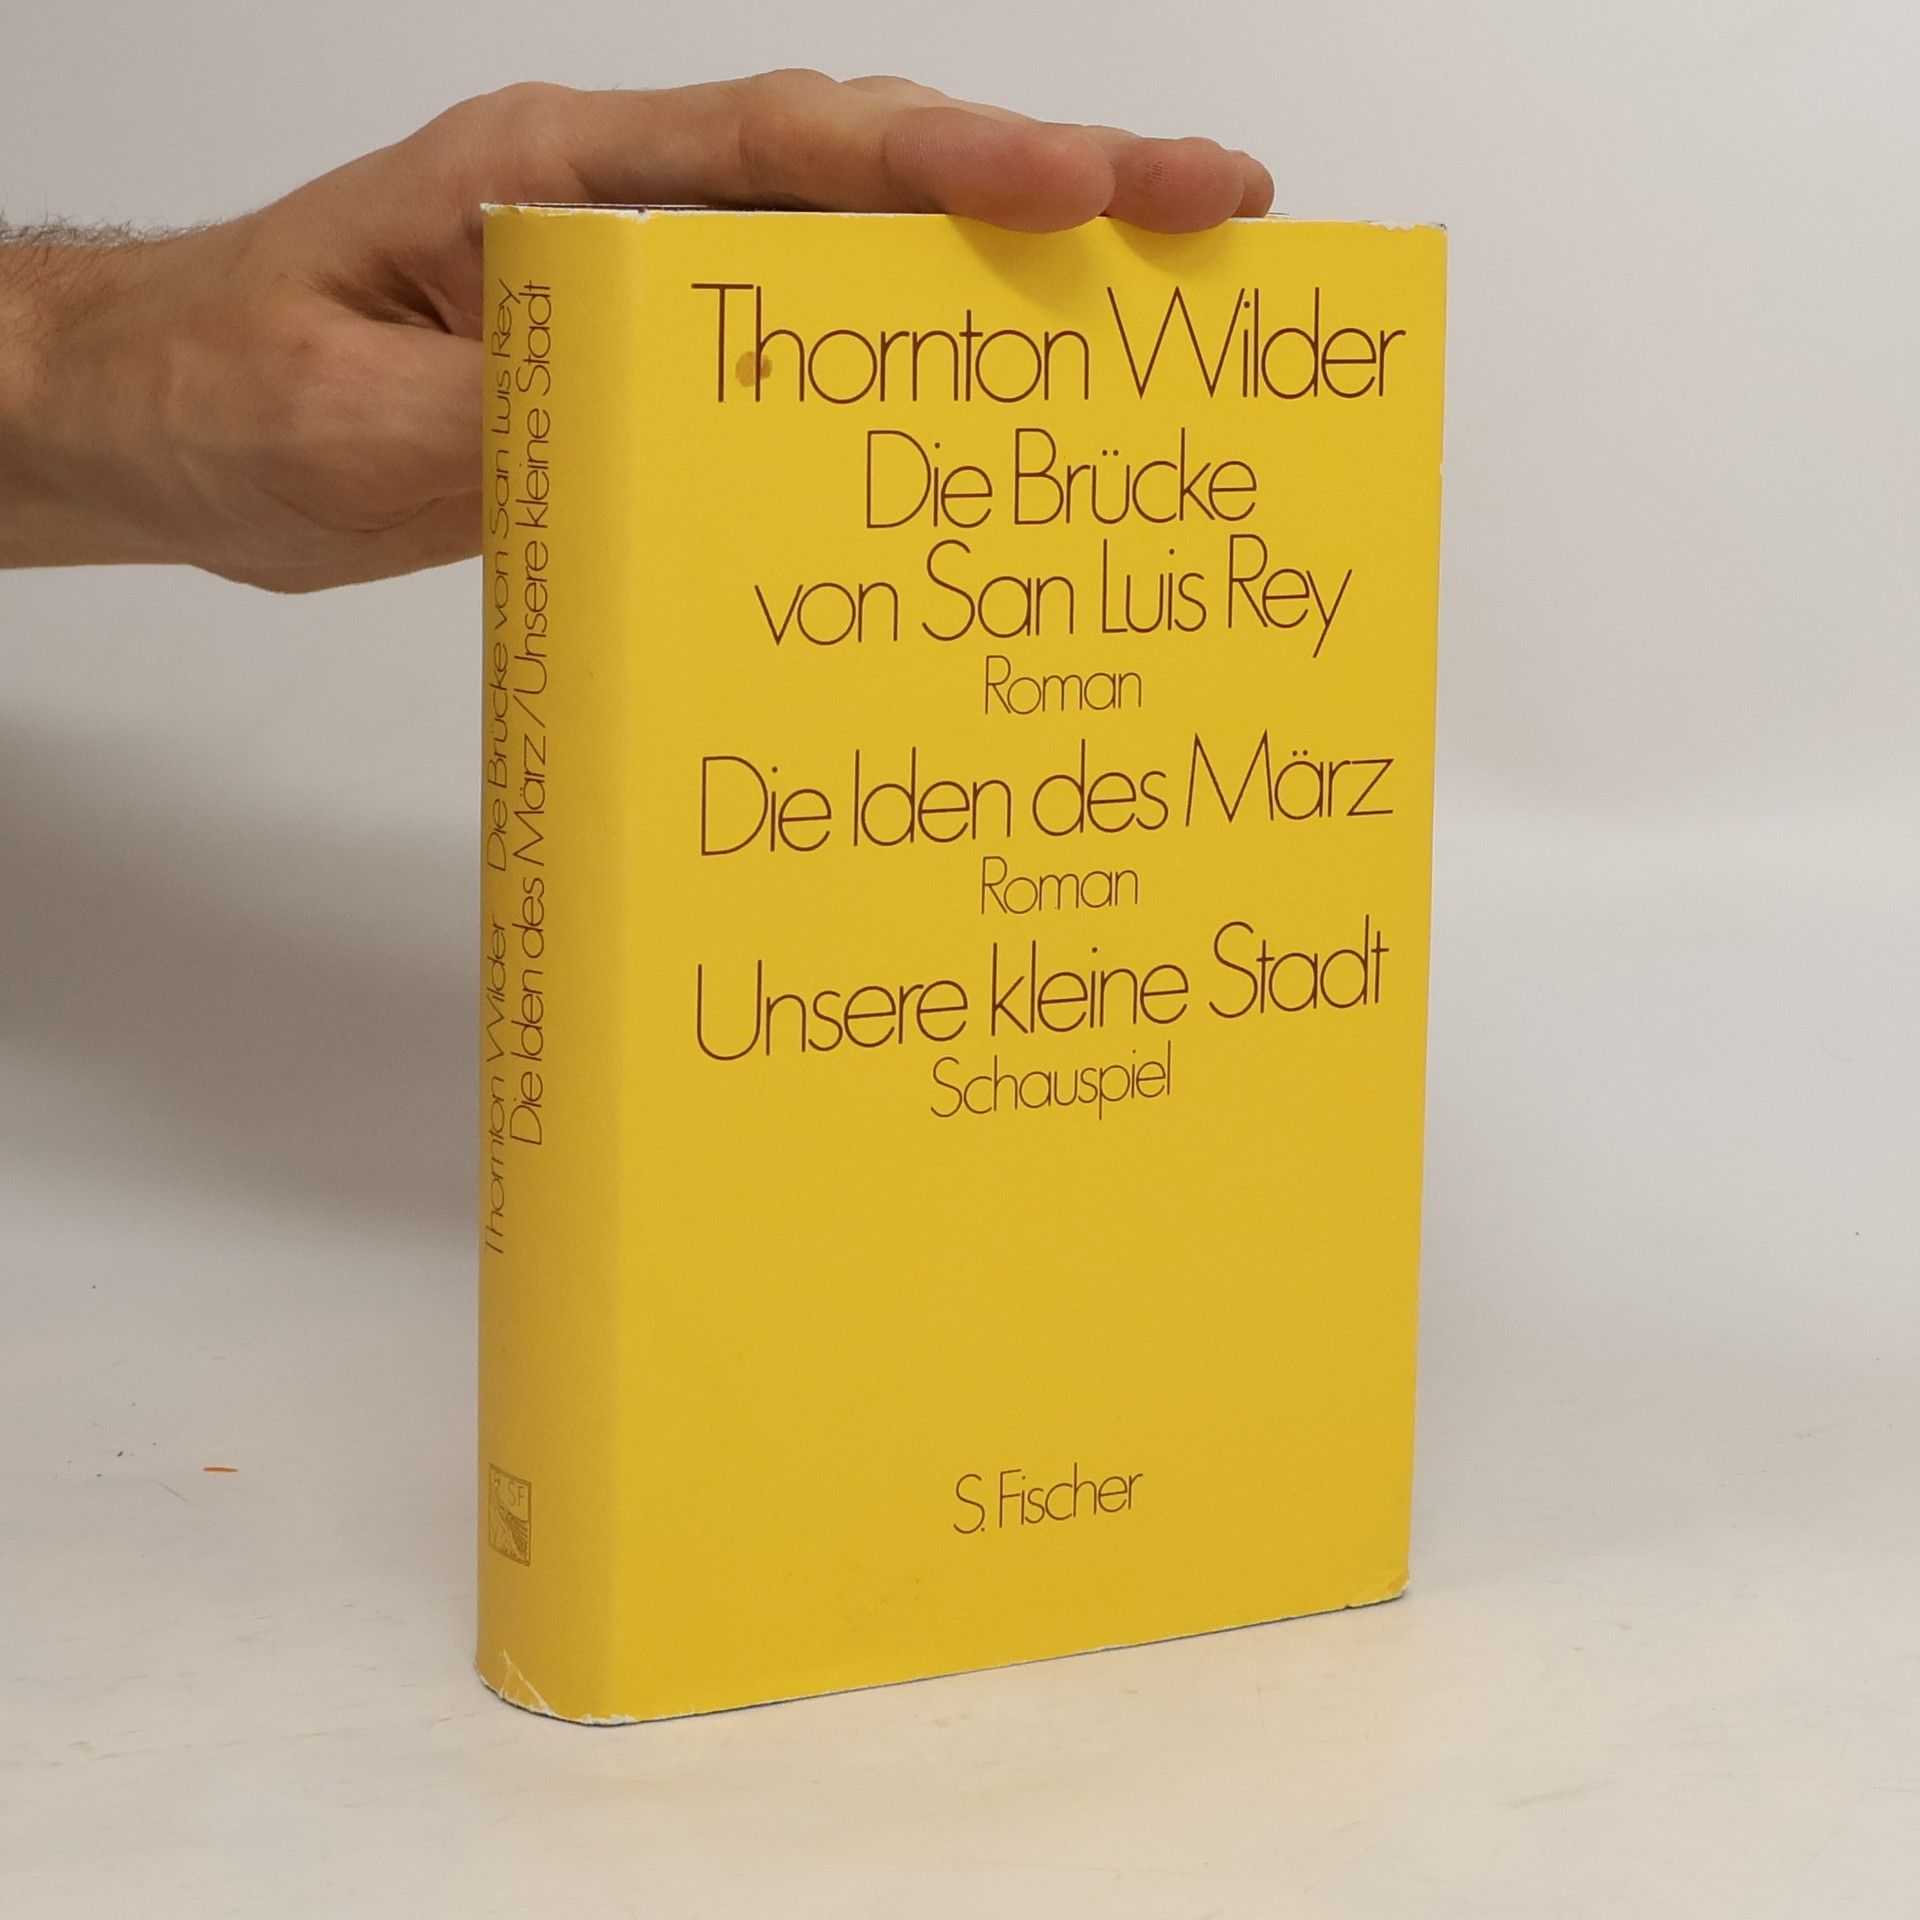 Thornton Wilder
Die Brücke
von San Luis Rey
Roman
Die Iden des März
Roman
Unsere kleine Stadt
Schauspiel
S. Fischer
Thornton Wilder Die Brücke von San Luis Rey
Die Iden des März/Unsere kleine Stadt
SF